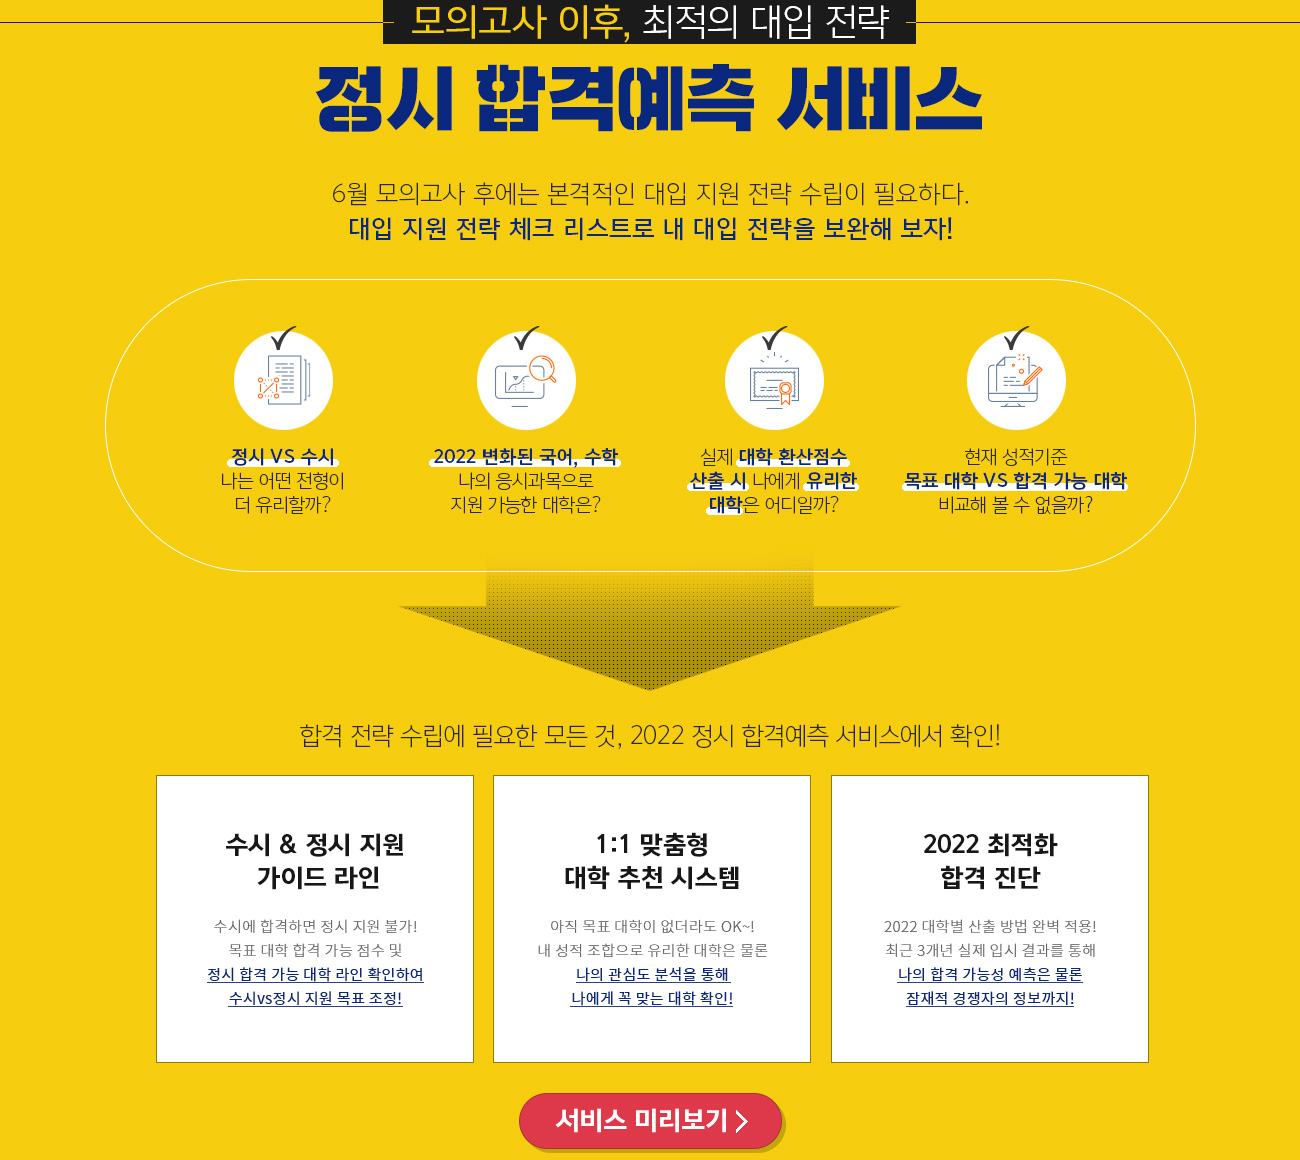 모의고사 이후, 최적의 대입 전략
정시 합격예측 서비스
6월 모의고사 후에는 본격적인 대입 지원 전략 수립이 필요하다.
대입 지원 전략 체크 리스트로 내 대입 전략을 보완해 보자!
정시 VS 수시
나는 어떤 전형이
더 유리할까?
2022 변화된 국어, 수학
나의 응시과목으로
지원 가능한 대학은?
실제 대학 환산점수
산출 시 나에게 유리한
대학은 어디일까?
현재 성적기준
목표 대학 VS 합격 가능 대학
비교해 볼 수 없을까?
합격 전략 수립에 필요한 모든 것, 2022 정시 합격예측 서비스에서 확인!
수시 & 정시 지원
가이드 라인
수시에 합격하면 정시 지원 불가!
목표 대학 합격 가능 점수 및
정시 합격 가능 대학 라인 확인하여
수시vs정시 지원 목표 조정!
1:1 맞춤형
대학 추천 시스템
아직 목표 대학이 없더라도 OK~!
내 성적 조합으로 유리한 대학은 물론
나의 관심도 분석을 통해
나에게 꼭 맞는 대학 확인!
2022 최적화
합격 진단
2022 대학별 산출 방법 완벽 적용!
최근 3개년 실제 입시 결과를 통해
나의 합격 가능성 예측은 물론
잠재적 경쟁자의 정보까지!
서비스 미리보기 >